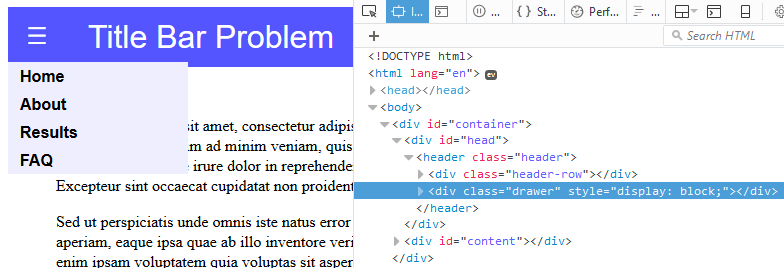 ☰ Title Bar Problem
Home
About
Results
FAQ
sit amet, consectetur adipis
am ad minim veniam, quis
irure dolor in reprehende
Excepteur sint occaecat cupidatat non proident
Sed ut perspiciatis unde omnis iste natus error
aperiam, eaque ipsa quae ab illo inventore veri
enim ipsam voluptatem quia voluptas sit asper
I...
{ } St...
Perf...
+
Search HTML
<!DOCTYPE html>
<html lang="en"> ev
<head></head>
<body>
<div id="container">
<div id="head">
<header class="header">
<div class="header-row"></div>
<div class="drawer" style="display: block;"></div>
</header>
</div>
<div id="content"></div>
</div>